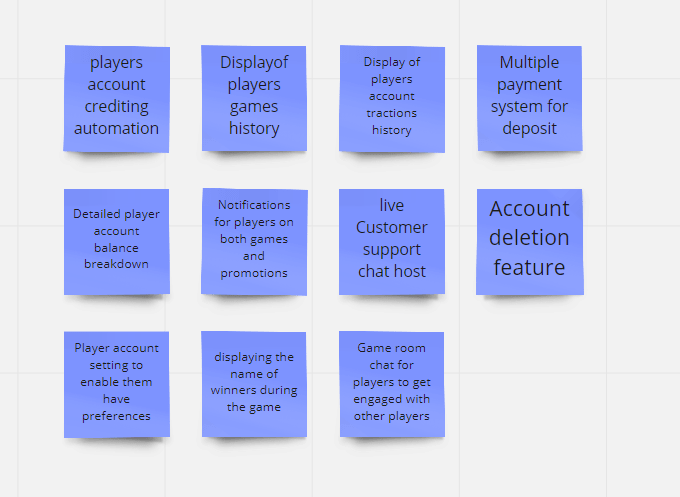 players
account
crediting
automation
Displayof
players
games
history
Display of
players
account
tractions
history
Multiple
payment
system for
deposit
Detailed player
account
balance
breakdown
Notifications
for players on
both games
and
promotions
live
Customer
support
chat host
Account
deletion
feature
Player account
setting to
enable them
have
preferences
displaying the
name of
winners during
the game
Game room
chat for
players to get
engaged with
other players